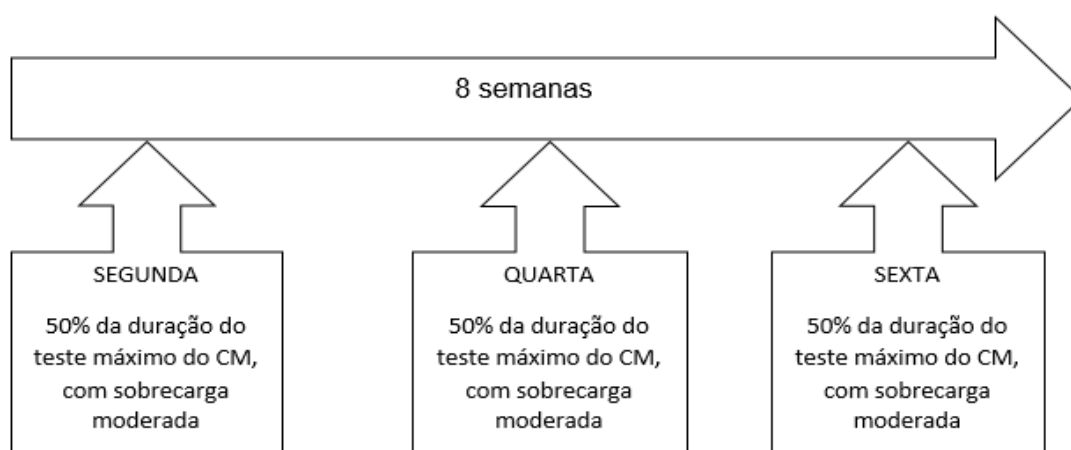 8 semanas
SEGUNDA
50% da duração do
teste máximo do CM,
com sobrecarga
moderada
QUARTA
50% da duração do
teste máximo do CM,
com sobrecarga
moderada
SEXTA
50% da duração do
teste máximo do CM,
com sobrecarga
moderada